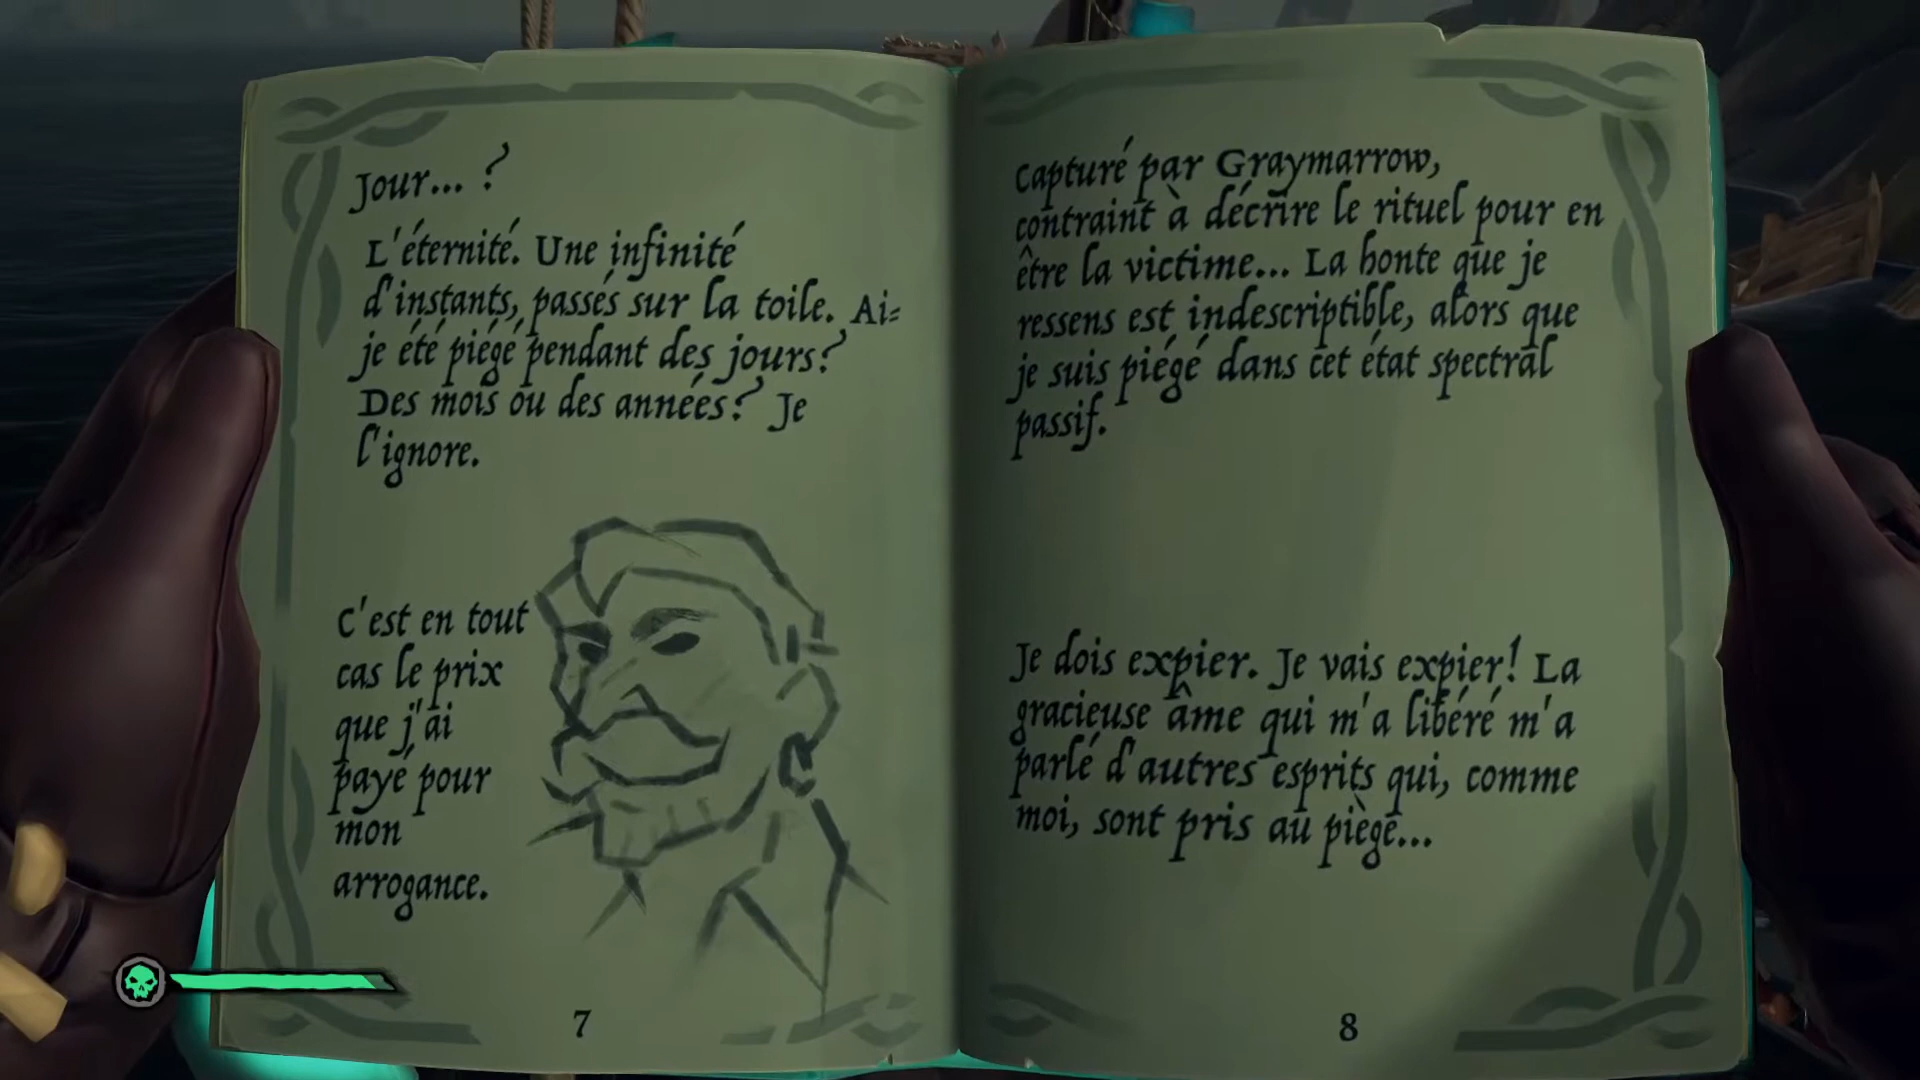 Jour... ?
L'éternité. Une infinité
d'instants, passés sur la toile. Ai-
je été piégé pendant des jours?
Des mois ou des années? Je
l'ignore.
C'est en tout
cas le prix
que j'ai
payé pour
mon
arrogance.
7
Capturé par Graymarrow,
contraint à décrire le rituel pour en
être la victime... La honte que je
ressens est indescriptible, alors que
je suis piégé dans cet état spectral
passif.
Je dois expier. Je vais expier! La
gracieuse âme qui m'a libéré m'a
parlé d'autres esprits qui, comme
moi, sont pris au piège...
8